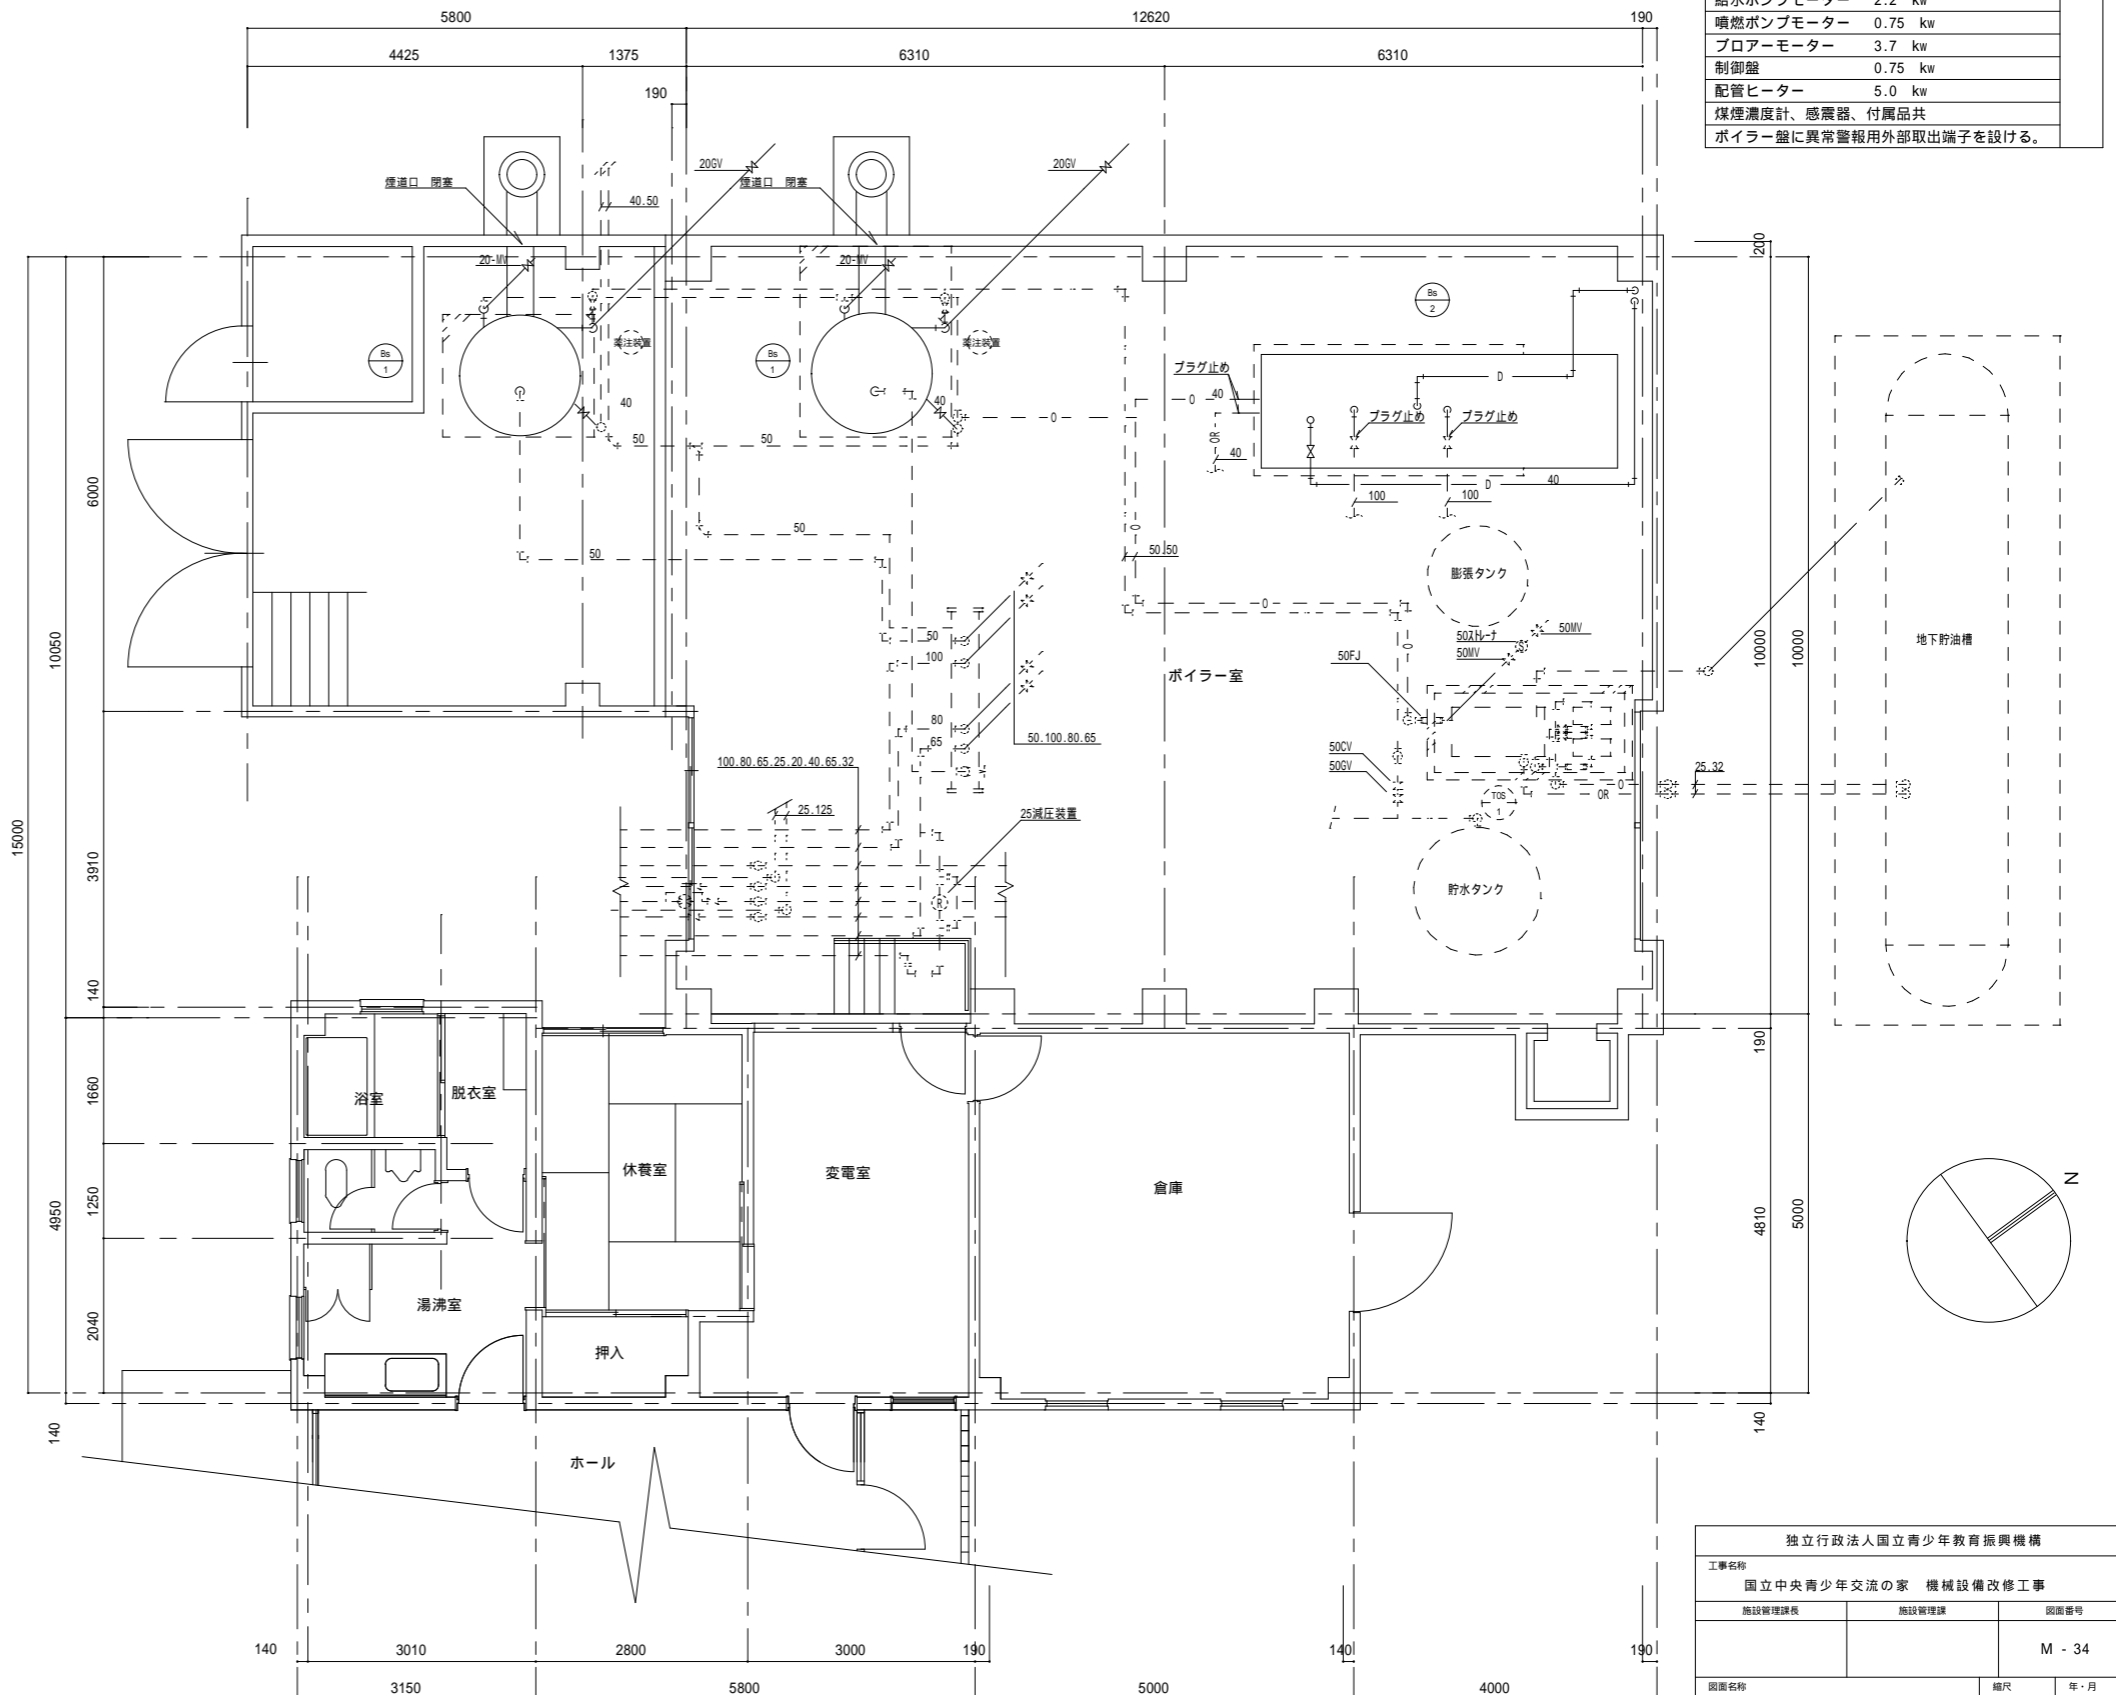 5800
12620
190
4425
1375
6310
6310
190
給水ポンプモーター 2.2 kw
噴燃ポンプモーター 0.75 kw
ブロアーモーター 3.7 kw
制御盤 0.75 kw
配管ヒーター 5.0 kw
煤煙濃度計、感震器、付属品共
ボイラー盤に異常警報用外部取出端子を設ける。
煙道口 閉塞
40.50
20GV
煙道口 閉塞
20GV
20-MV
20-MV
200
Bs
1
薬注装置
Bs
1
薬注装置
Bs
2
プラグ止め
D
プラグ止め
プラグ止め
40
40
O
O
40
OR
40
50
50
D
40
100
100
50
50
O
50.50
膨張タンク
O
50
100
80
65
50.100.80.65
ボイラー室
50ストレーナ
50MV
50MV
50FJ
O
地下貯油槽
50CV
50GV
TOS
1
O
OR
25.32
100.80.65.25.20.40.65.32
25.125
25減圧装置
R
貯水タンク
15000
10050
6000
3910
140
10000
10000
190
4950
1660
1250
2040
140
4810
5000
140
浴室
脱衣室
休養室
変電室
倉庫
湯沸室
押入
ホール
N
140
3010
2800
3000
190
140
190
3150
5800
5000
4000
独立行政法人国立青少年教育振興機構
工事名称
国立中央青少年交流の家 機械設備改修工事
施設管理課長
施設管理課
図面番号
M - 34
図面名称
縮尺
年・月